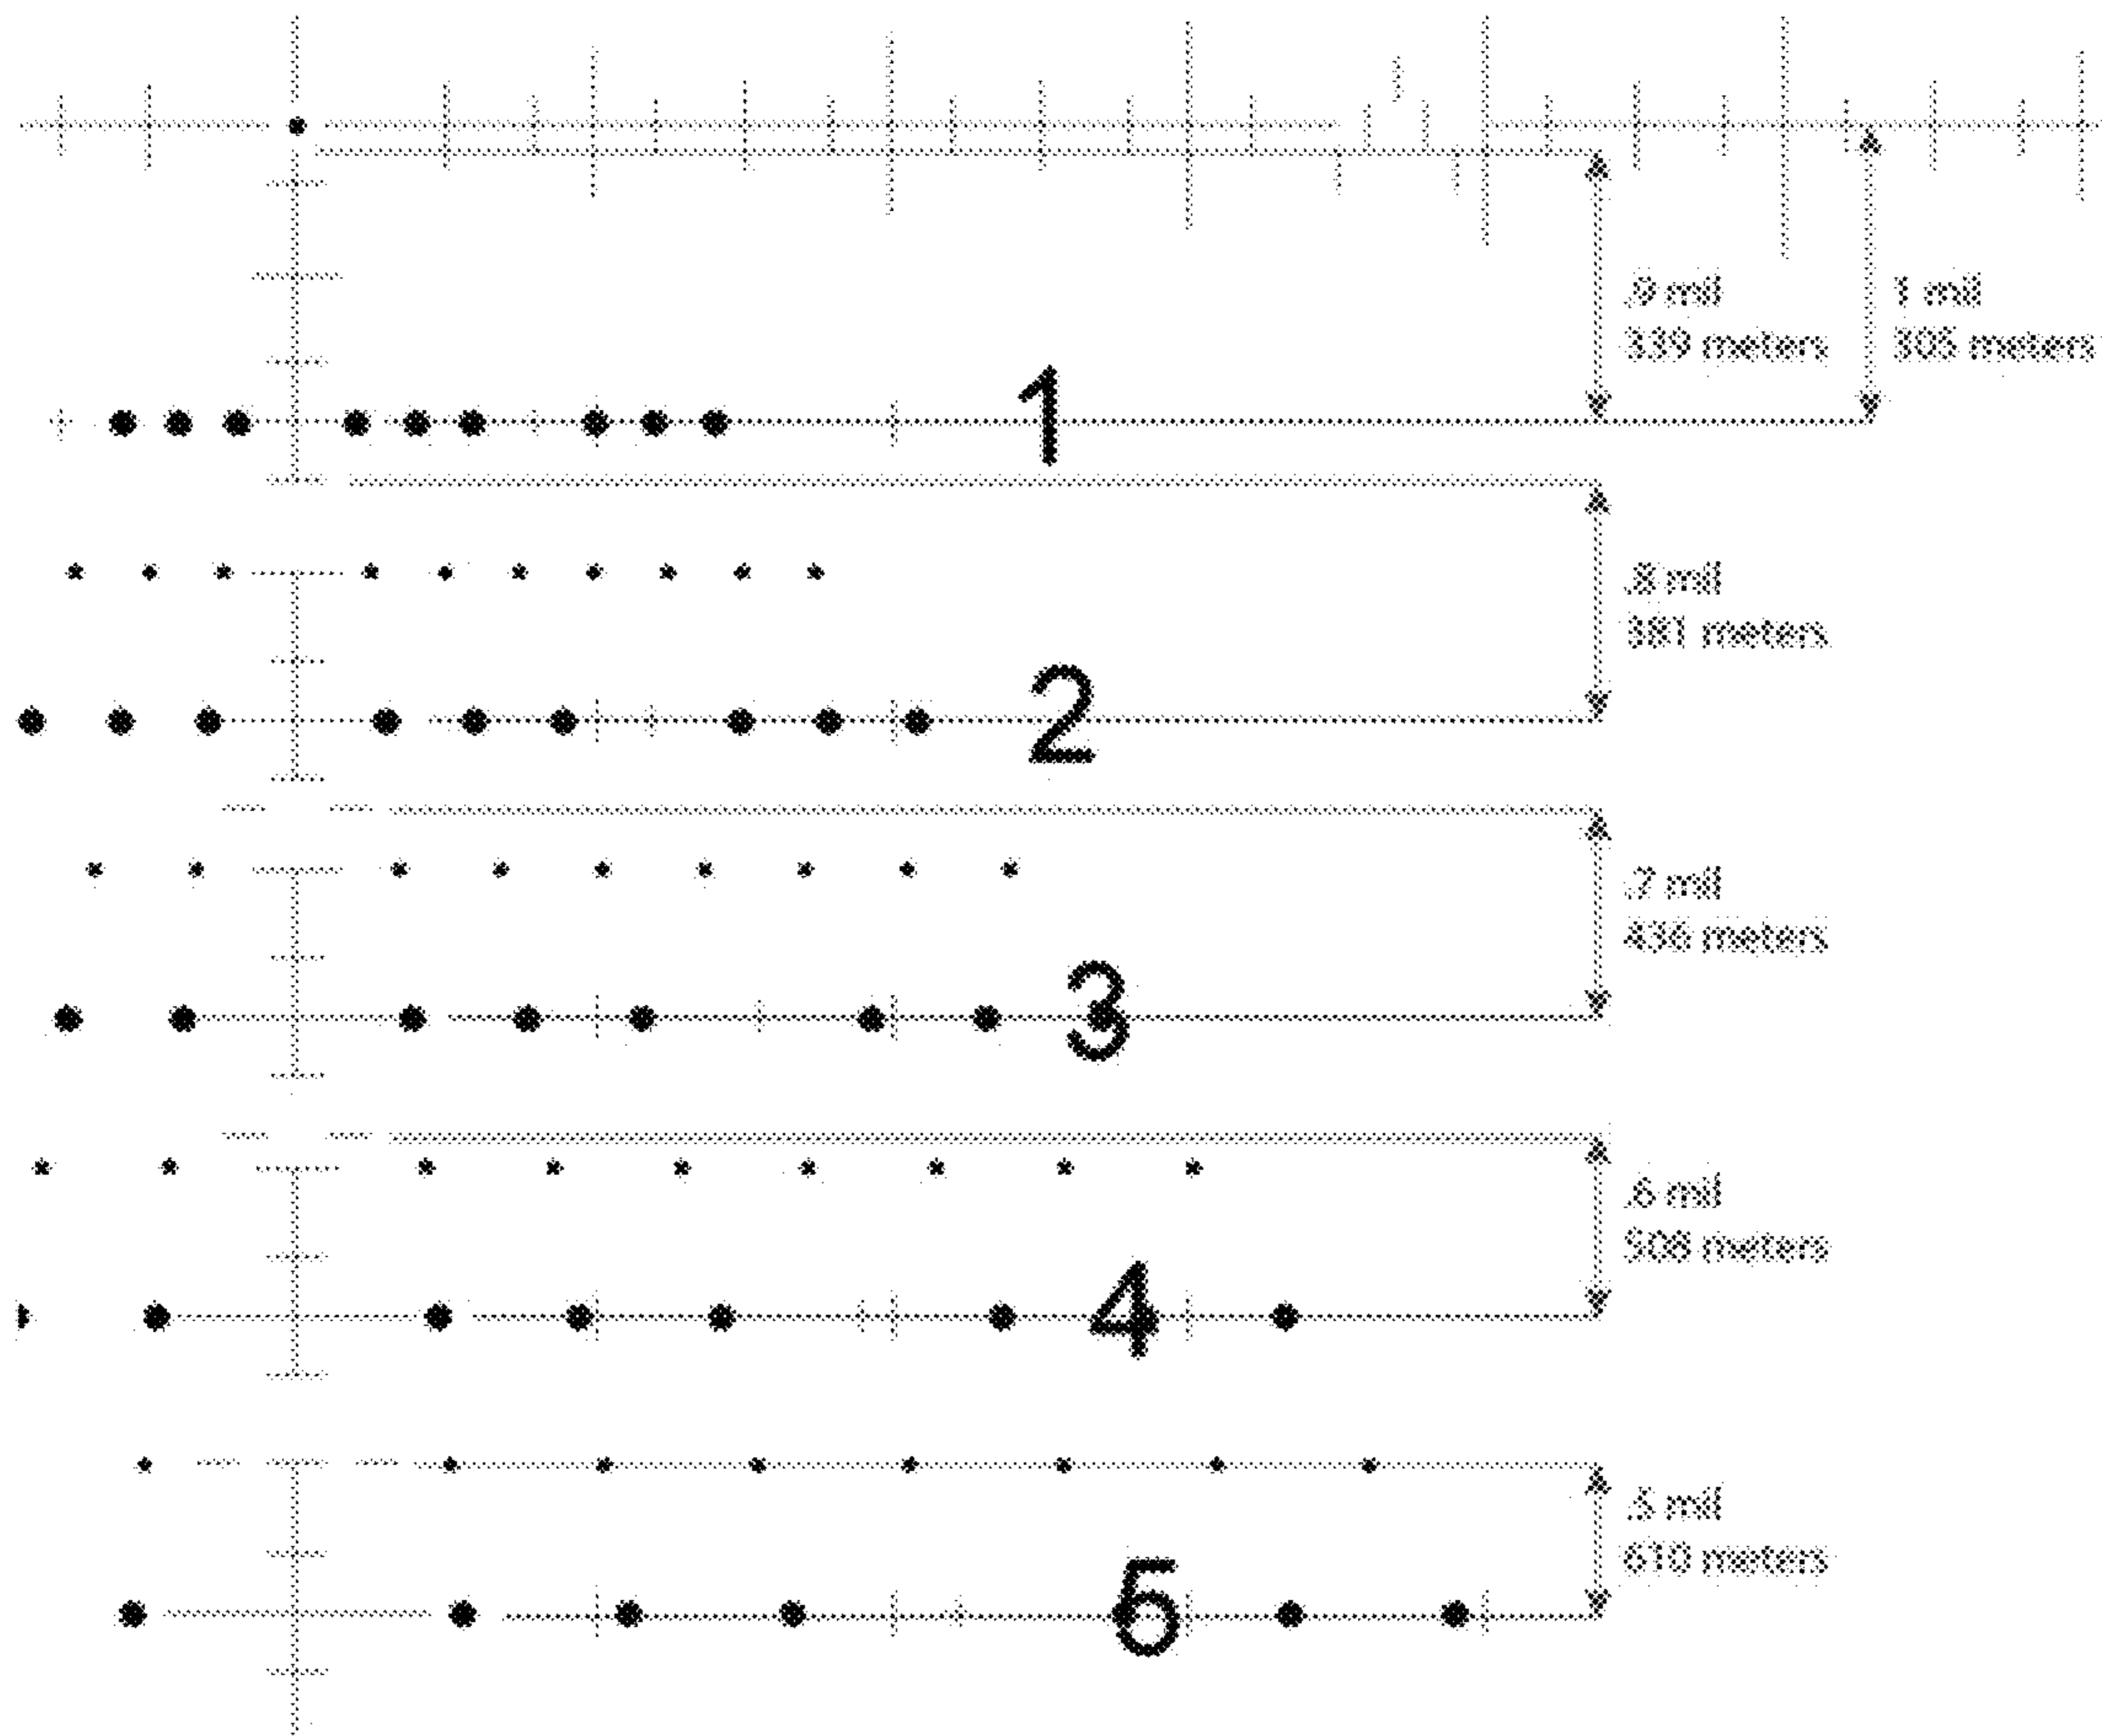 .9 mil
339 meters
1 mil
305 meters
1
.8 mil
381 meters
2
.7 mil
436 meters
3
.6 mil
508 meters
4
.5 mil
610 meters
5